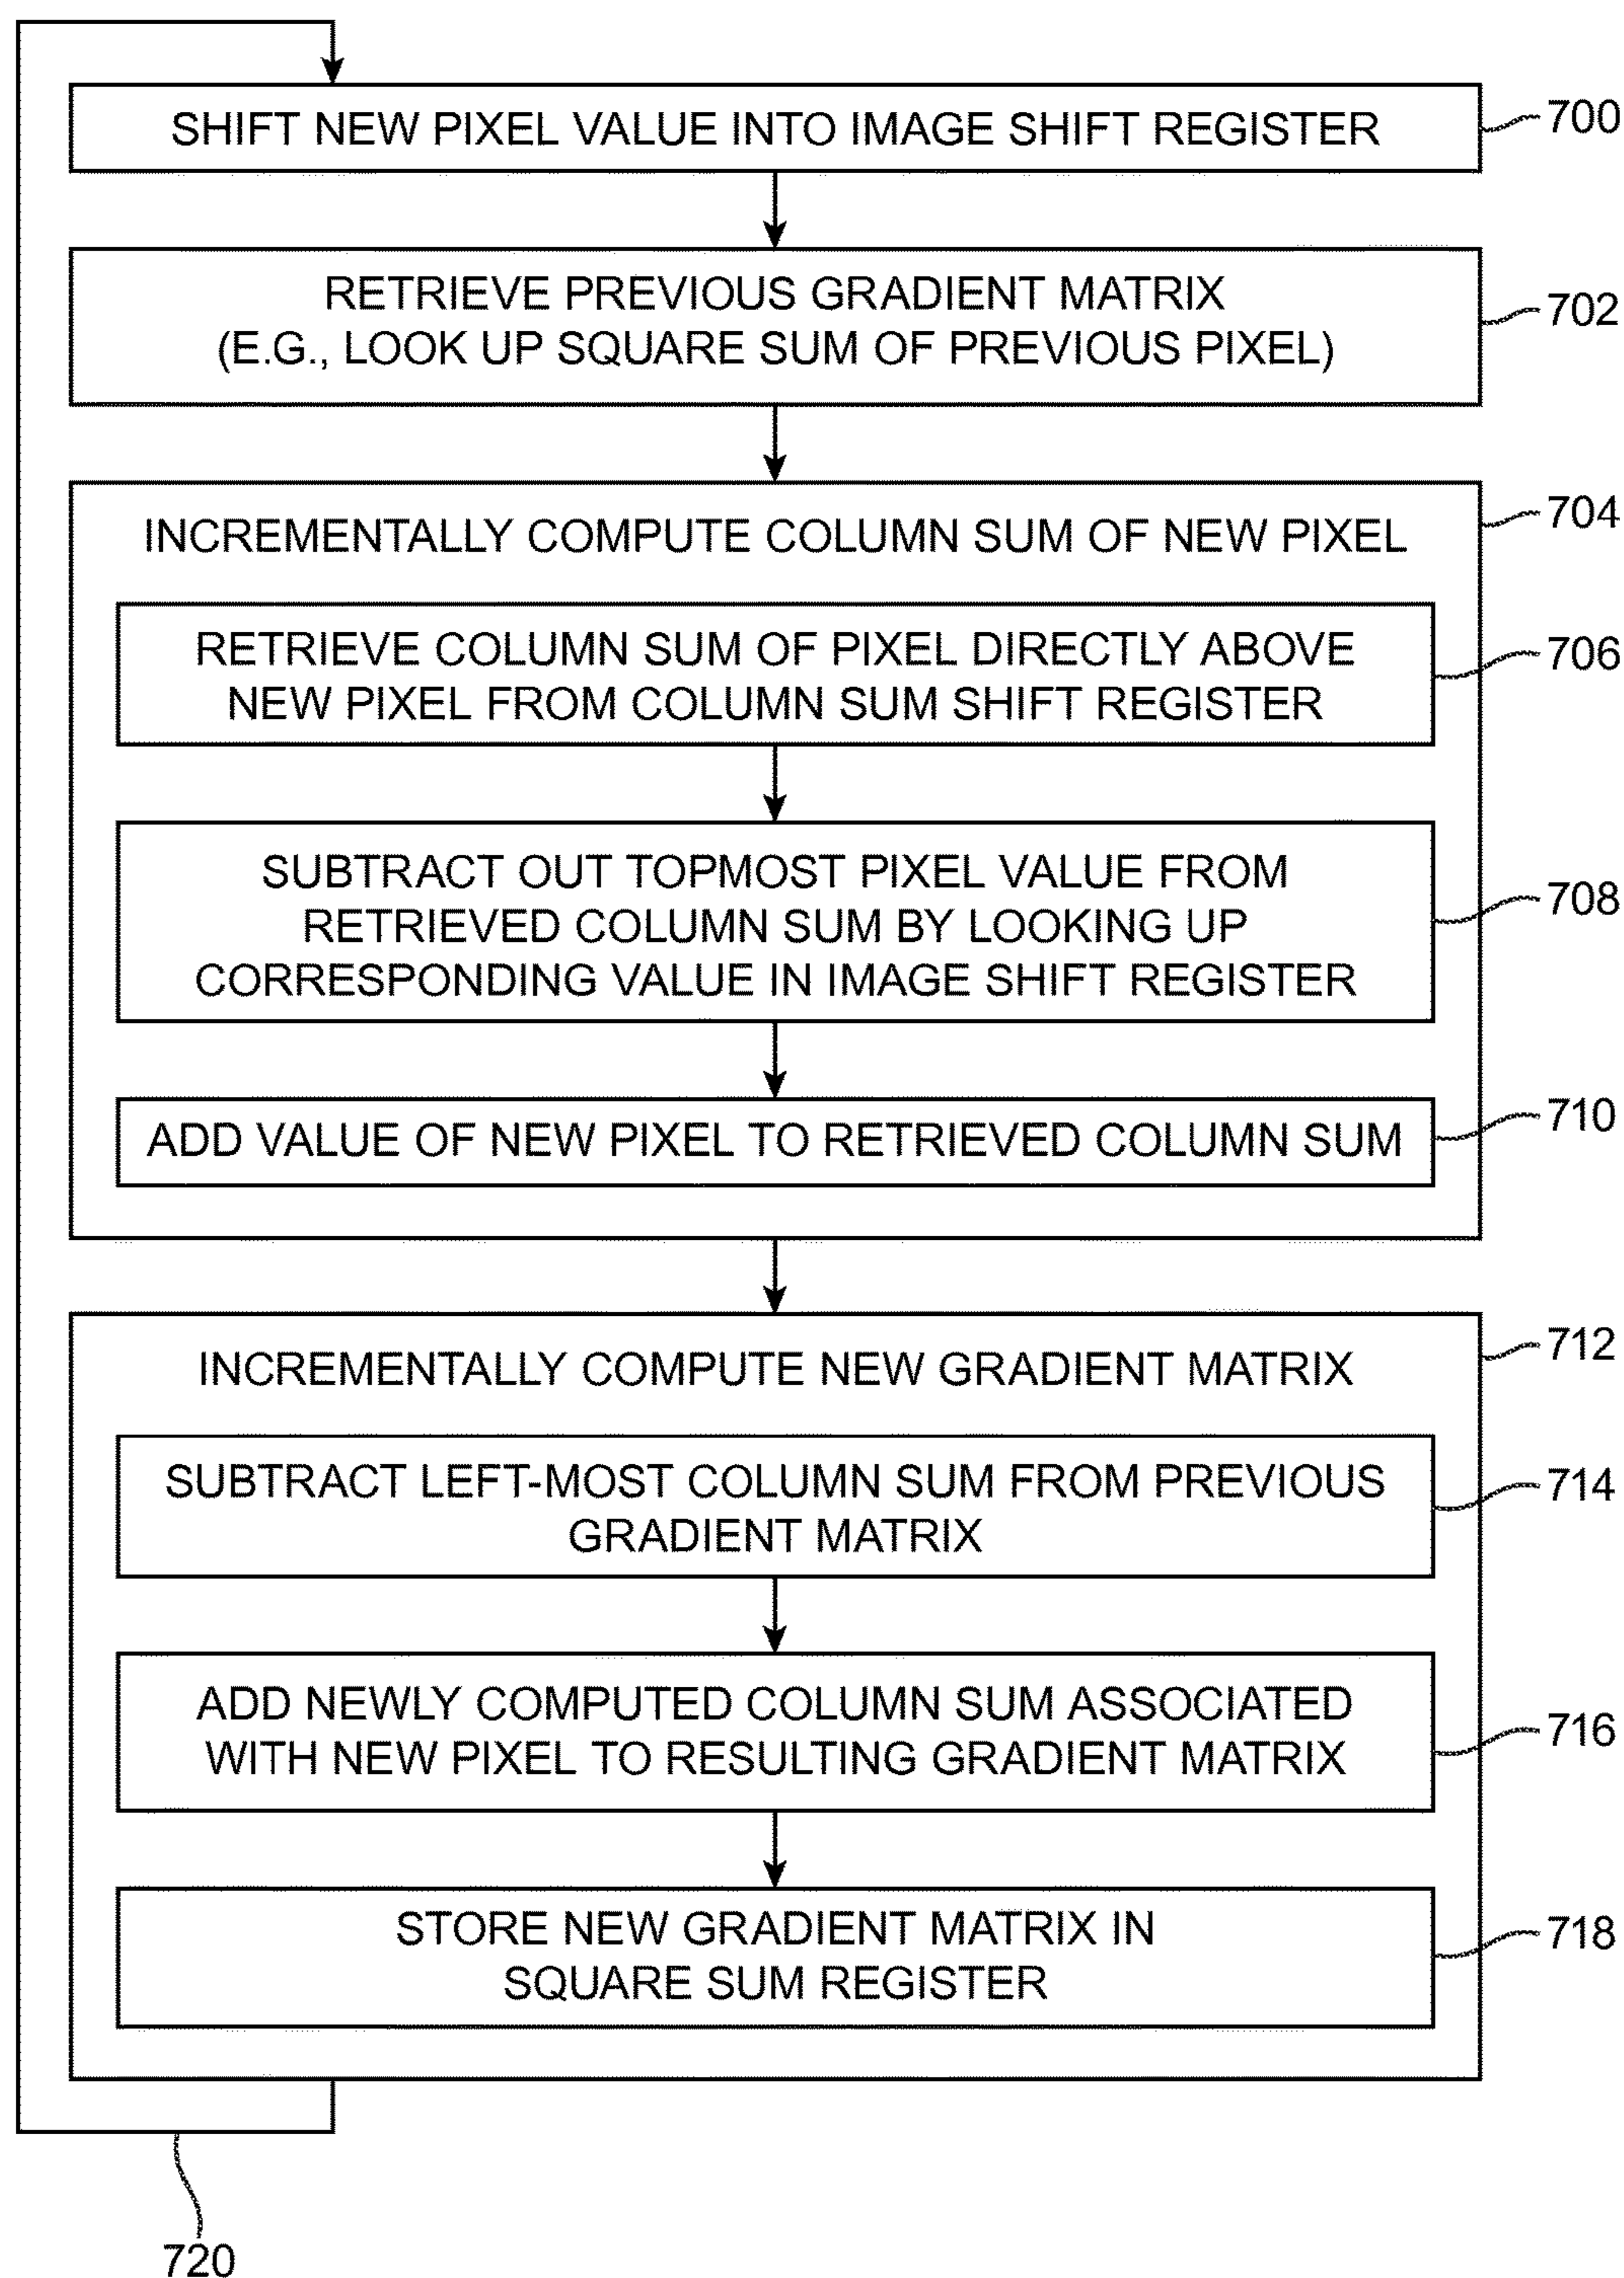 SHIFT NEW PIXEL VALUE INTO IMAGE SHIFT REGISTER
700
RETRIEVE PREVIOUS GRADIENT MATRIX
(E.G., LOOK UP SQUARE SUM OF PREVIOUS PIXEL)
702
INCREMENTALLY COMPUTE COLUMN SUM OF NEW PIXEL
704
RETRIEVE COLUMN SUM OF PIXEL DIRECTLY ABOVE
NEW PIXEL FROM COLUMN SUM SHIFT REGISTER
706
SUBTRACT OUT TOPMOST PIXEL VALUE FROM
RETRIEVED COLUMN SUM BY LOOKING UP
CORRESPONDING VALUE IN IMAGE SHIFT REGISTER
708
ADD VALUE OF NEW PIXEL TO RETRIEVED COLUMN SUM
710
INCREMENTALLY COMPUTE NEW GRADIENT MATRIX
712
SUBTRACT LEFT-MOST COLUMN SUM FROM PREVIOUS
GRADIENT MATRIX
714
ADD NEWLY COMPUTED COLUMN SUM ASSOCIATED
WITH NEW PIXEL TO RESULTING GRADIENT MATRIX
716
STORE NEW GRADIENT MATRIX IN
SQUARE SUM REGISTER
718
720